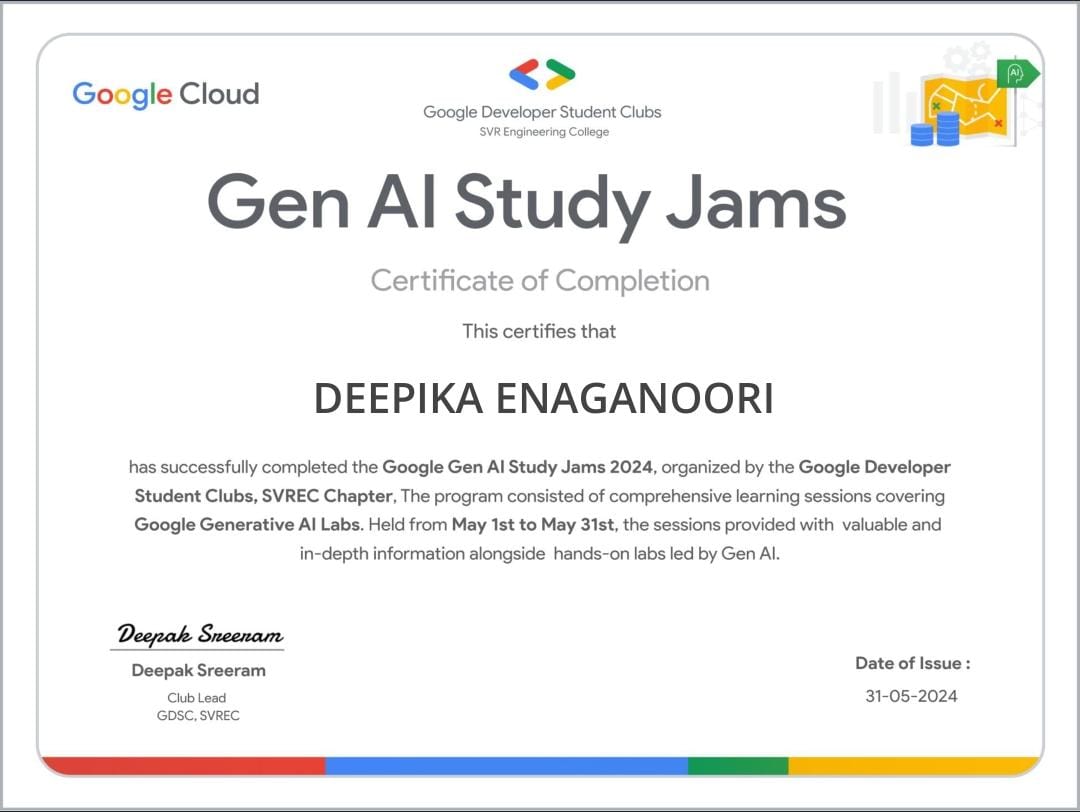 Google Cloud
Google Developer Student Clubs
SVR Engineering College
AI
Gen AI Study Jams
Certificate of Completion
This certifies that
DEEPIKA ENAGANOORI
has successfully completed the Google Gen AI Study Jams 2024, organized by the Google Developer
Student Clubs, SVREC Chapter, The program consisted of comprehensive learning sessions covering
Google Generative AI Labs. Held from May 1st to May 31st, the sessions provided with valuable and
in-depth information alongside hands-on labs led by Gen AI.
Deepak Sreeram
Deepak Sreeram
Club Lead
GDSC, SVREC
Date of Issue :
31-05-2024